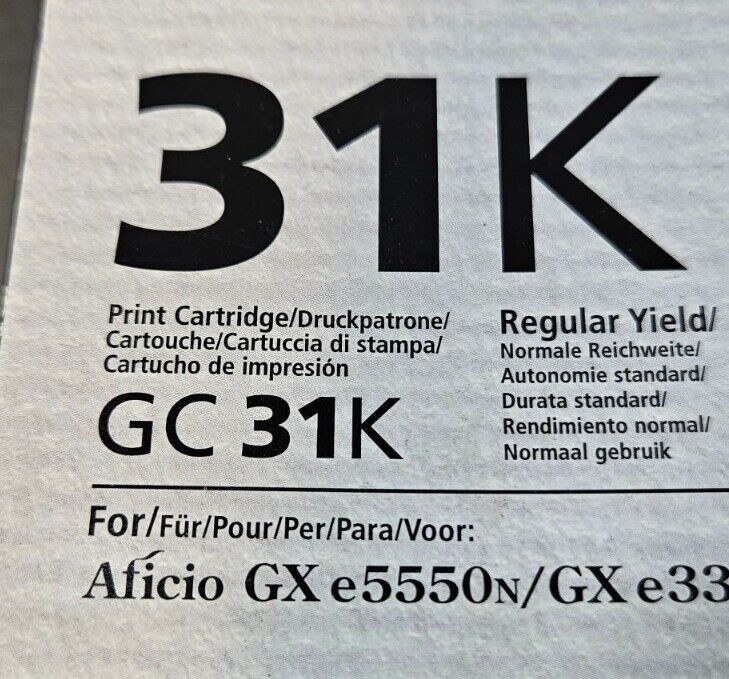 31K
Print Cartridge/Druckpatrone/
Cartouche/Cartuccia di stampa/
Cartucho de impresión
GC 31K
Regular Yield/
Normale Reichweite/
Autonomie standard/
Durata standard/
Rendimiento normal/
Normaal gebruik
For/Für/Pour/Per/Para/Voor:
Aficio GX e5550N/GX e33